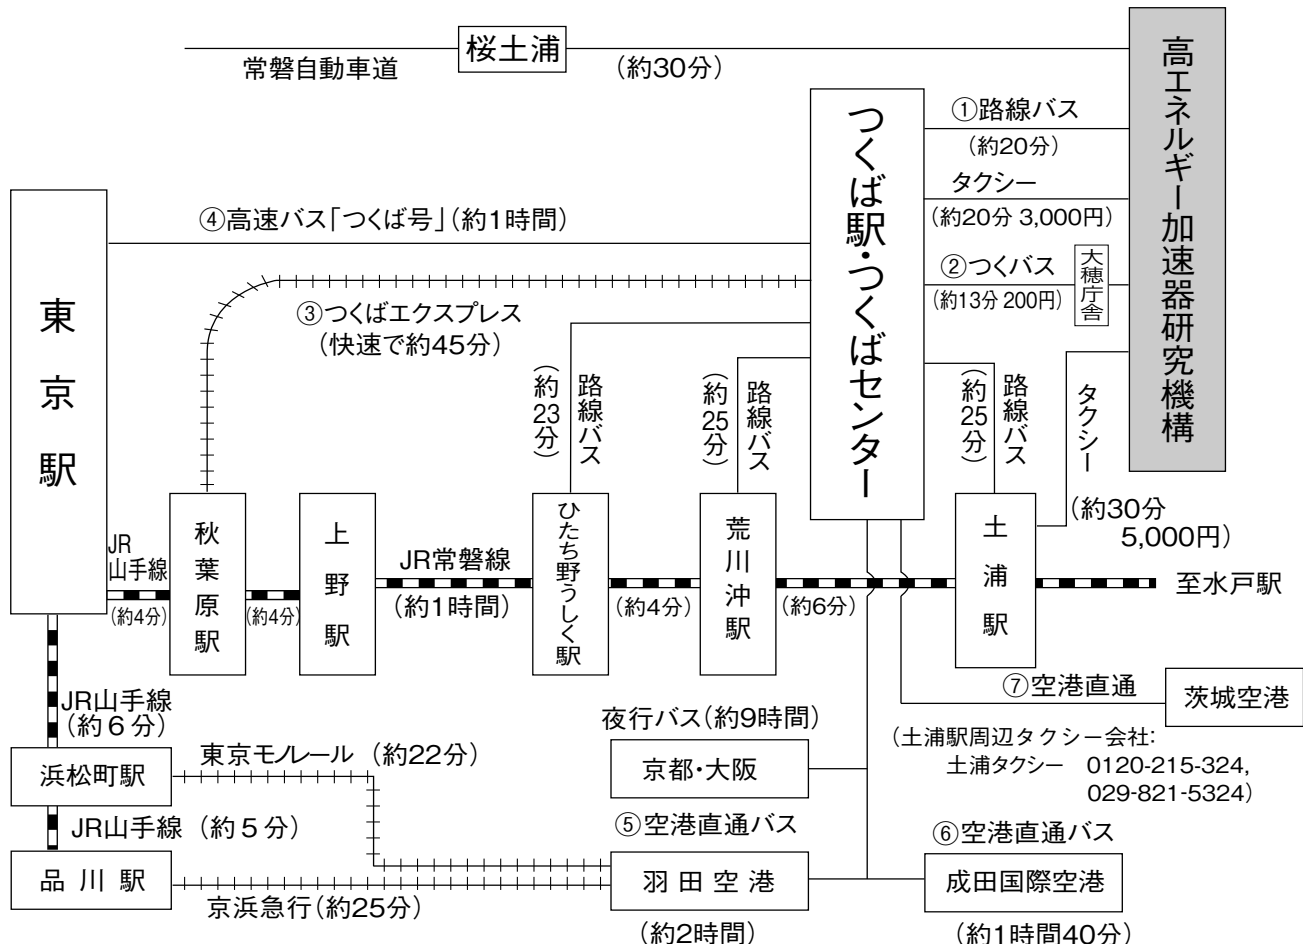 桜土浦
常磐自動車道
(約30分)
高エネルギー加速器研究機構
つくば駅・つくばセンター
①路線バス
(約20分)
タクシー
(約20分 3,000円)
②つくバス
(約13分 200円)
大穂庁舎
東京駅
④高速バス「つくば号」(約1時間)
③つくばエクスプレス
(快速で約45分)
路線バス
(約23分)
路線バス
(約25分)
路線バス
(約25分)
タクシー
(約30分
5,000円)
JR
山手線
(約4分)
秋葉原駅
(約4分)
上野駅
JR常磐線
(約1時間)
ひたち野うしく駅
(約4分)
荒川沖駅
(約6分)
土浦駅
至水戸駅
JR山手線
(約6分)
浜松町駅
東京モノレール (約22分)
JR山手線 (約5分)
品川駅
京浜急行(約25分)
夜行バス(約9時間)
京都・大阪
⑤空港直通バス
羽田空港
(約2時間)
⑦空港直通
茨城空港
(土浦駅周辺タクシー会社:
土浦タクシー 0120-215-324,
029-821-5324)
⑥空港直通バス
成田国際空港
(約1時間40分)